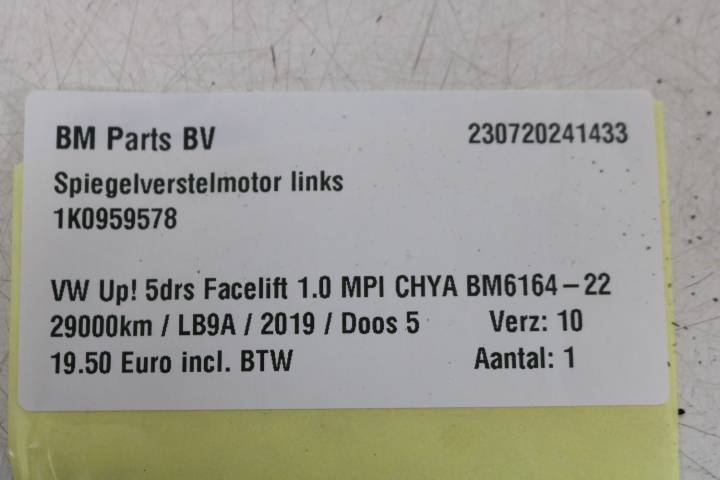 BM Parts BV 230720241433
Spiegelverstelmotor links
1K0959578
VW Up! 5drs Facelift 1.0 MPI CHYA BM6164-22
29000km / LB9A / 2019 / Doos 5 Verz: 10
19.50 Euro incl. BTW Aantal: 1